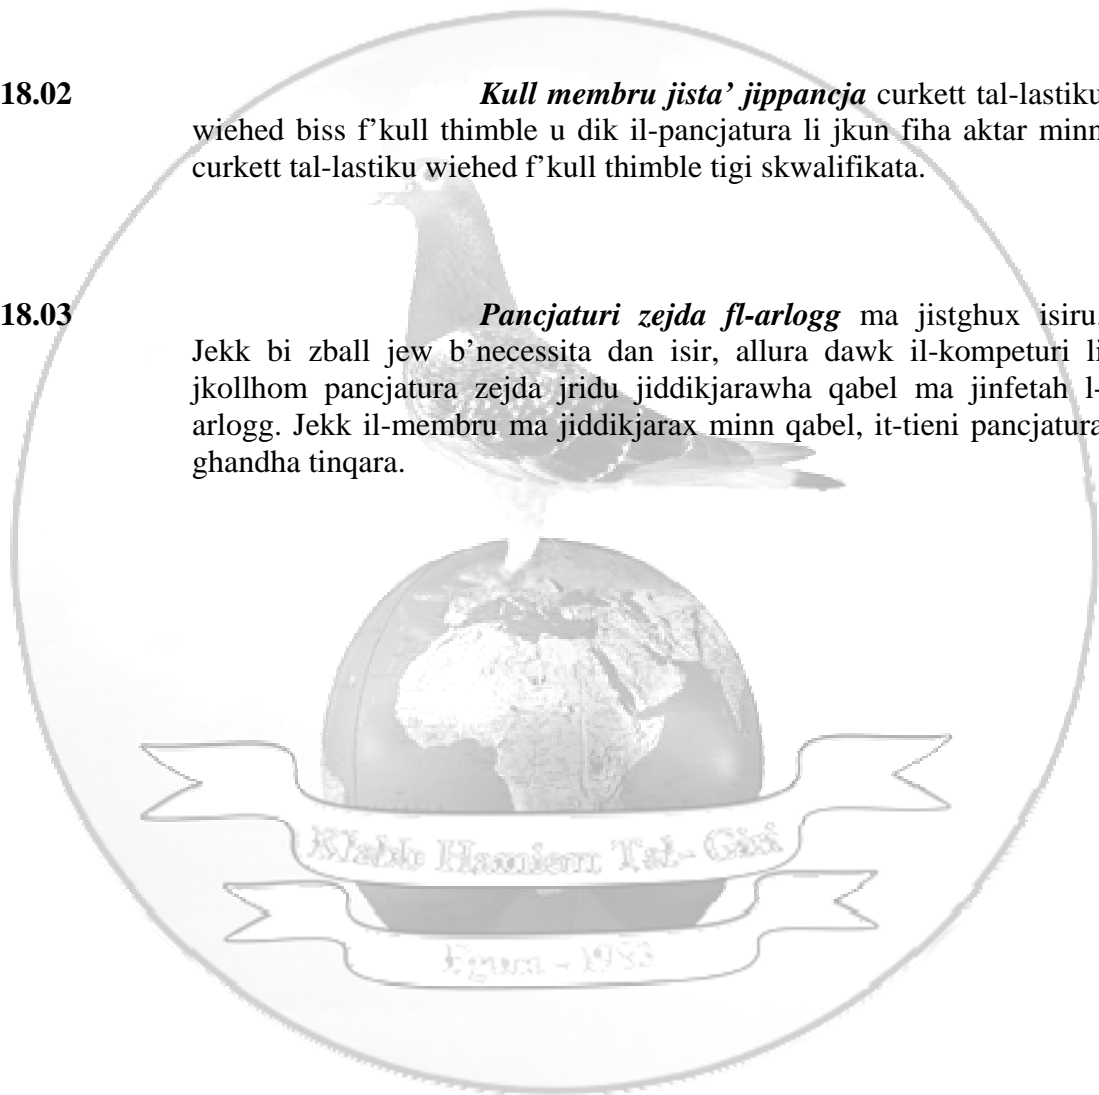 18.02 Kull membru jista’ jippancja curkett tal-lastiku
wiehed biss f’kull thimble u dik il-pancjatura li jkun fiha aktar minn
curkett tal-lastiku wiehed f’kull thimble tigi skwalifikata.
18.03 Pancjaturi zejda fl-arlogg ma jistghux isiru.
Jekk bi zball jew b’necessita dan isir, allura dawk il-kompeturi li
jkollhom pancjatura zejda jridu jiddikjarawha qabel ma jinfetah l-
arlogg. Jekk il-membru ma jiddikjarax minn qabel, it-tieni pancjatura
ghandha tinqara.
Klabb Hamiem Tal-Giri
Fgura - 1983